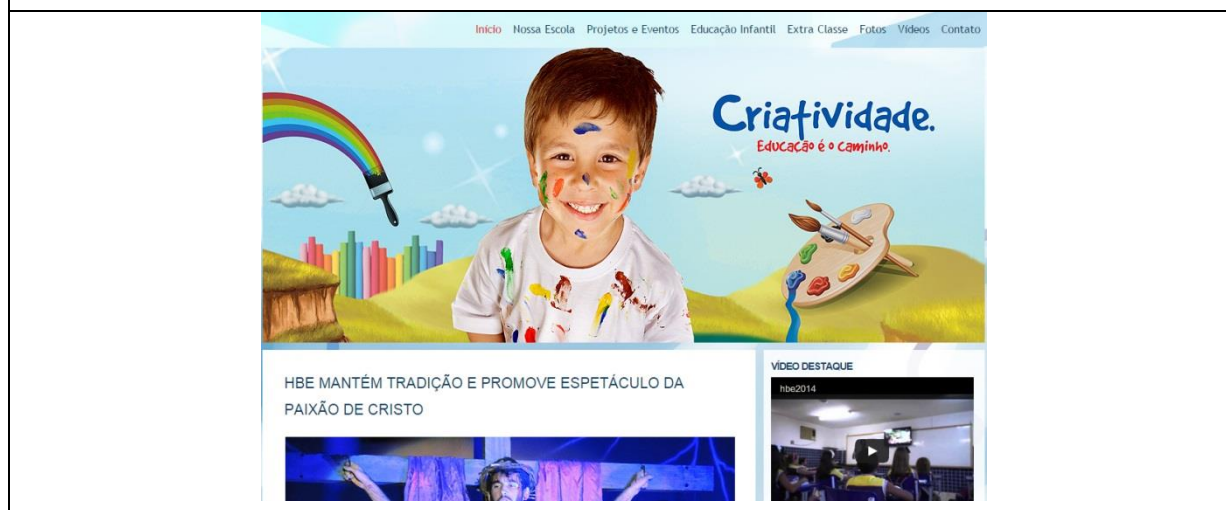 Início Nossa Escola Projetos e Eventos Educação Infantil Extra Classe Fotos Vídeos Contato
Criatividade.
Educação é o caminho.
HBE MANTÉM TRADIÇÃO E PROMOVE ESPETÁCULO DA
PAIXÃO DE CRISTO
VÍDEO DESTAQUE
hbe2014